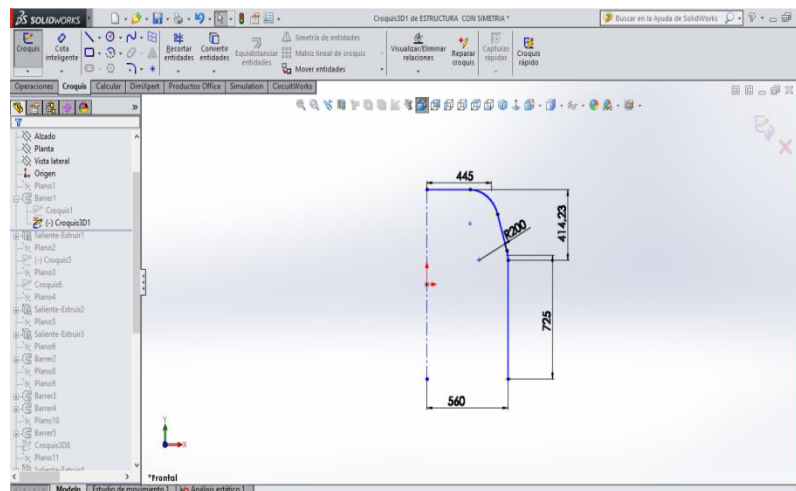 SOLIDWORKS
Croquis3D1 de ESTRUCTURA CON SIMETRIA *
Buscar en la Ayuda de SolidWorks
Croquis
Cota inteligente
Recortar entidades
Convertir entidades
Equidistanciar entidades
Simetría de entidades
Matriz lineal de croquis
Mover entidades
Visualizar/Eliminar relaciones
Reparar croquis
Capturas rápidas
Croquis rápido
Operaciones Croquis Calcular DimXpert Productos Office Simulation CircuitWorks
Alzado
Planta
Vista lateral
Origen
Plano1
Barrer1
Croquis1
(-) Croquis3D1
Saliente-Extruir1
Plano2
(-) Croquis5
Plano3
Croquis6
Plano4
Saliente-Extruir2
Plano5
Saliente-Extruir3
Plano6
Barrer2
Plano8
Plano9
Barrer3
Barrer4
Plano10
Barrer5
Croquis3D8
Plano11
445
R200
414,23
725
560
Y
X
*Frontal
Modelo Estudio de movimiento 1 Análisis estático 1